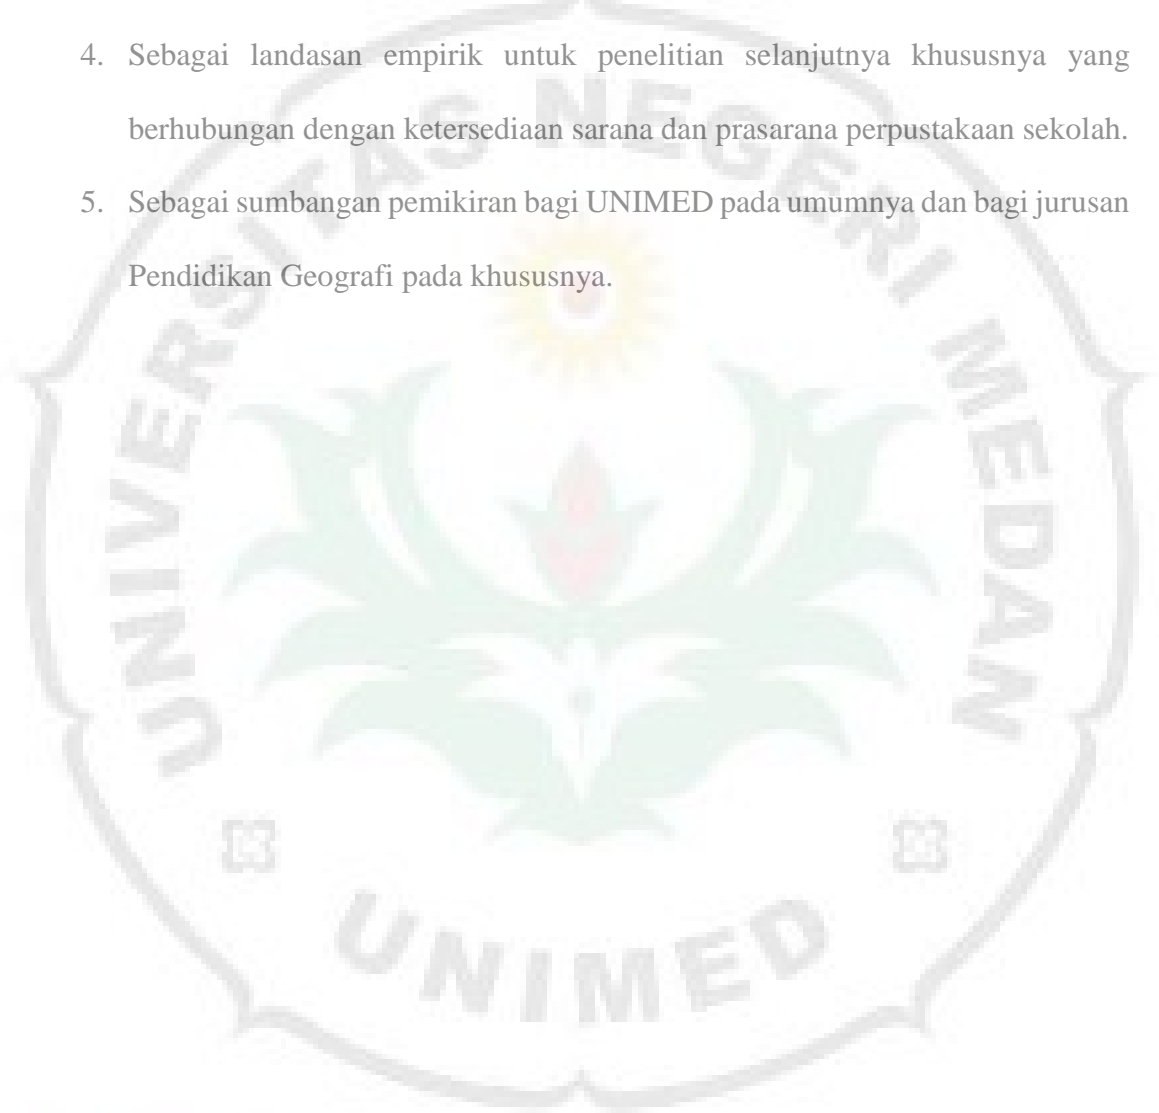 4. Sebagai landasan empirik untuk penelitian selanjutnya khususnya yang
berhubungan dengan ketersediaan sarana dan prasarana perpustakaan sekolah.
5. Sebagai sumbangan pemikiran bagi UNIMED pada umumnya dan bagi jurusan
Pendidikan Geografi pada khususnya.
UNIVERSITAS NEGERI MEDAN
UNIMED